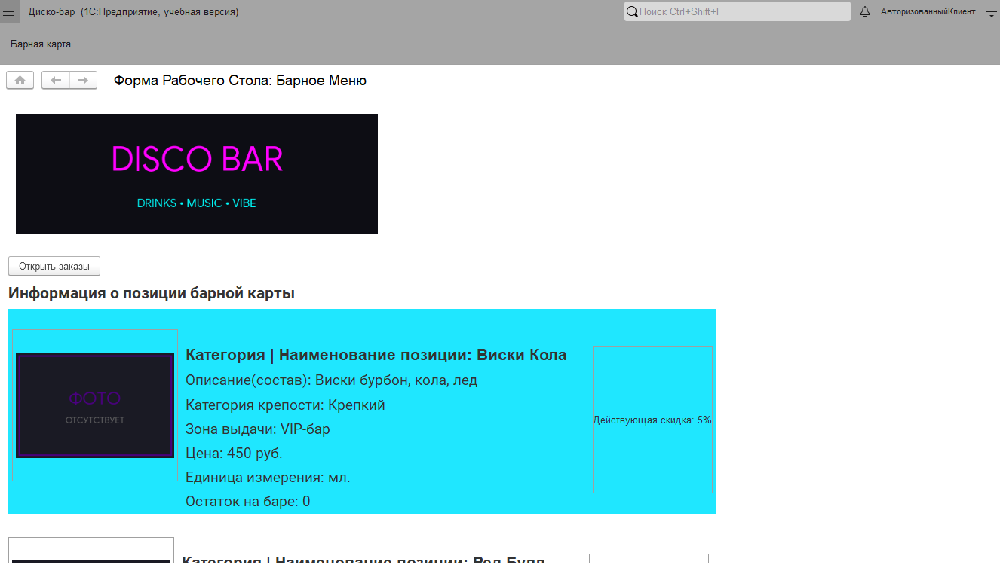 Диско-бар (1С:Предприятие, учебная версия)
Поиск Ctrl+Shift+F
АвторизованныйКлиент
Барная карта
Форма Рабочего Стола: Барное Меню
DISCO BAR
DRINKS • MUSIC • VIBE
Открыть заказы
Информация о позиции барной карты
ФОТО
ОТСУТСТВУЕТ
Категория | Наименование позиции: Виски Кола
Описание(состав): Виски бурбон, кола, лед
Категория крепости: Крепкий
Зона выдачи: VIP-бар
Цена: 450 руб.
Единица измерения: мл.
Остаток на баре: 0
Действующая скидка: 5%
Категория | Наименование позиции: Ред Булл